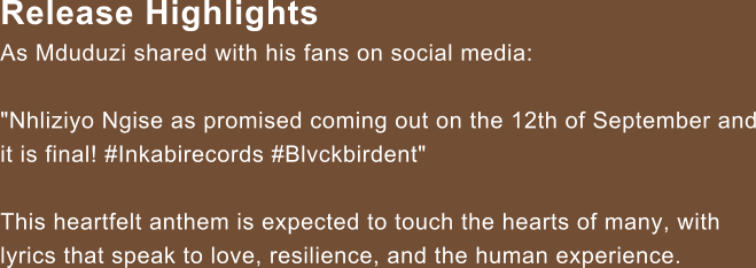 Release Highlights
As Mduduzi shared with his fans on social media:
"Nhliziyo Ngise as promised coming out on the 12th of September and
it is final! #Inkabirecords #Blvckbirdent"
This heartfelt anthem is expected to touch the hearts of many, with
lyrics that speak to love, resilience, and the human experience.